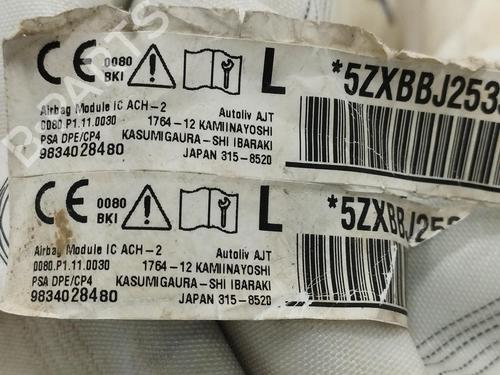 CE 0080 BKI L *5ZXBBJ253
Airbag Module IC ACH-2 Autoliv AJT
0080.P1.11.0030 1764-12 KAMIINAYOSHI
PSA DPE/CP4 KASUMIGAURA-SHI IBARAKI
9834028480 JAPAN 315-8520
CE 0080 BKI L *5ZXBBJ253
Airbag Module IC ACH-2 Autoliv AJT
0080.P1.11.0030 1764-12 KAMIINAYOSHI
PSA DPE/CP4 KASUMIGAURA-SHI IBARAKI
9834028480 JAPAN 315-8520